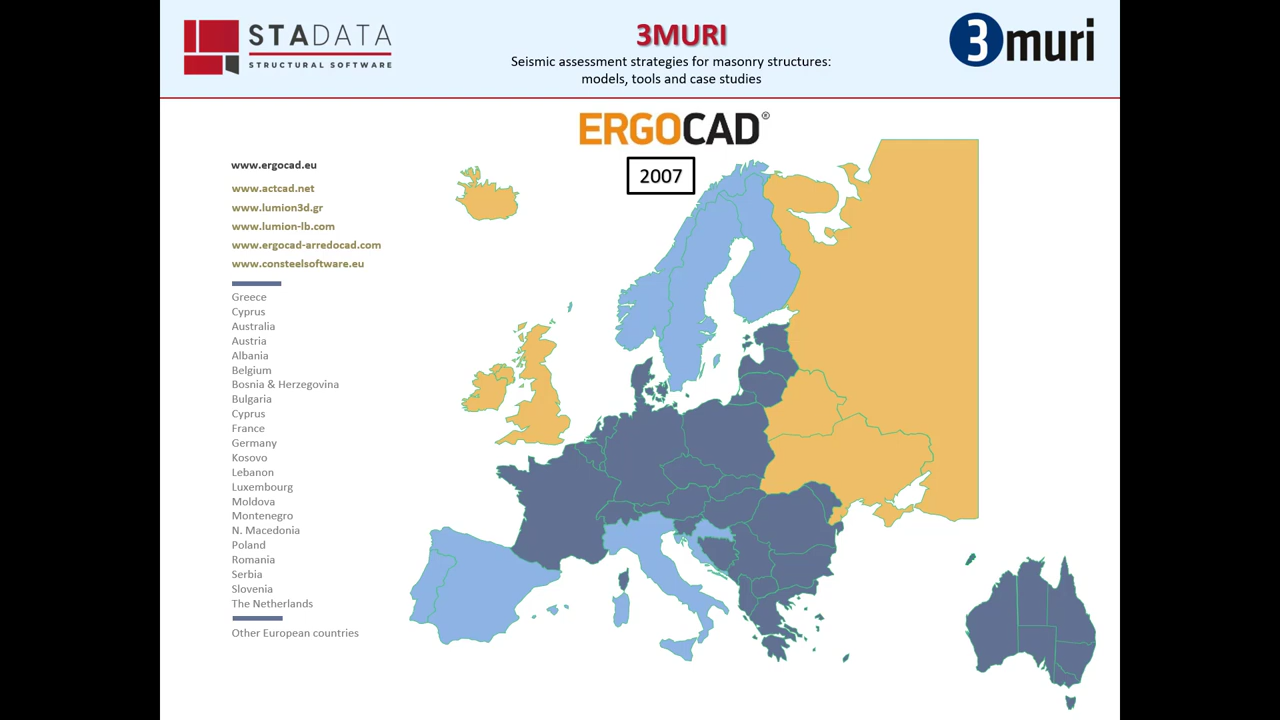 STADATA
STRUCTURAL SOFTWARE
3MURI
Seismic assessment strategies for masonry structures:
models, tools and case studies
3muri
ERGOCAD®
2007
www.ergocad.eu
www.actcad.net
www.lumion3d.gr
www.lumion-lb.com
www.ergocad-arredocad.com
www.consteelsoftware.eu
Greece
Cyprus
Australia
Austria
Albania
Belgium
Bosnia & Herzegovina
Bulgaria
Cyprus
France
Germany
Kosovo
Lebanon
Luxembourg
Moldova
Montenegro
N. Macedonia
Poland
Romania
Serbia
Slovenia
The Netherlands
Other European countries